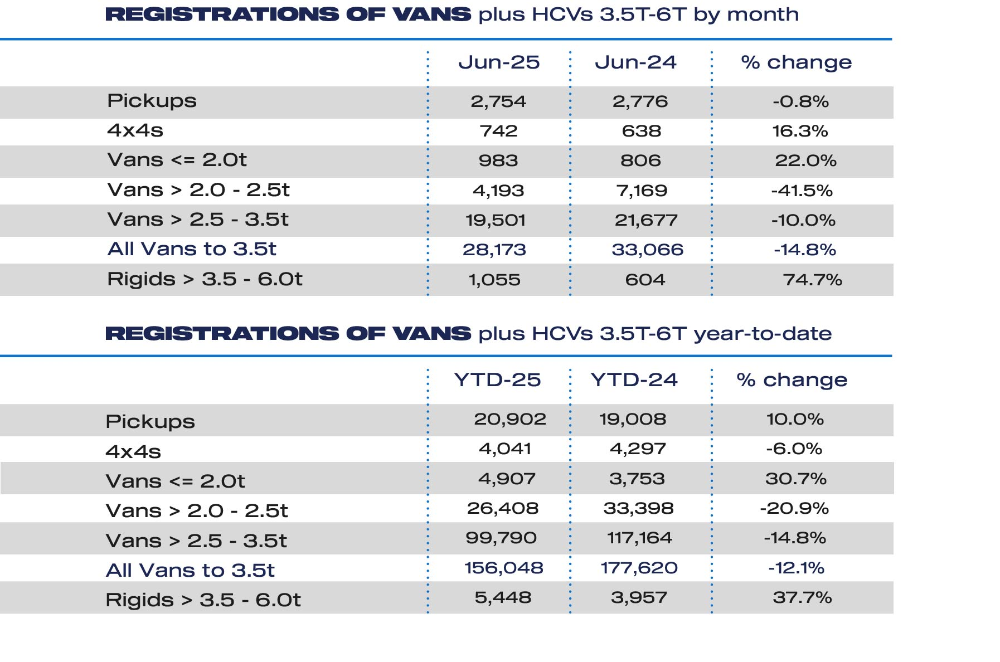 REGISTRATIONS OF VANS plus HCVs 3.5T-6T by month
Jun-25 Jun-24 % change
Pickups 2,754 2,776 -0.8%
4x4s 742 638 16.3%
Vans <= 2.0t 983 806 22.0%
Vans > 2.0 - 2.5t 4,193 7,169 -41.5%
Vans > 2.5 - 3.5t 19,501 21,677 -10.0%
All Vans to 3.5t 28,173 33,066 -14.8%
Rigids > 3.5 - 6.0t 1,055 604 74.7%
REGISTRATIONS OF VANS plus HCVs 3.5T-6T year-to-date
YTD-25 YTD-24 % change
Pickups 20,902 19,008 10.0%
4x4s 4,041 4,297 -6.0%
Vans <= 2.0t 4,907 3,753 30.7%
Vans > 2.0 - 2.5t 26,408 33,398 -20.9%
Vans > 2.5 - 3.5t 99,790 117,164 -14.8%
All Vans to 3.5t 156,048 177,620 -12.1%
Rigids > 3.5 - 6.0t 5,448 3,957 37.7%